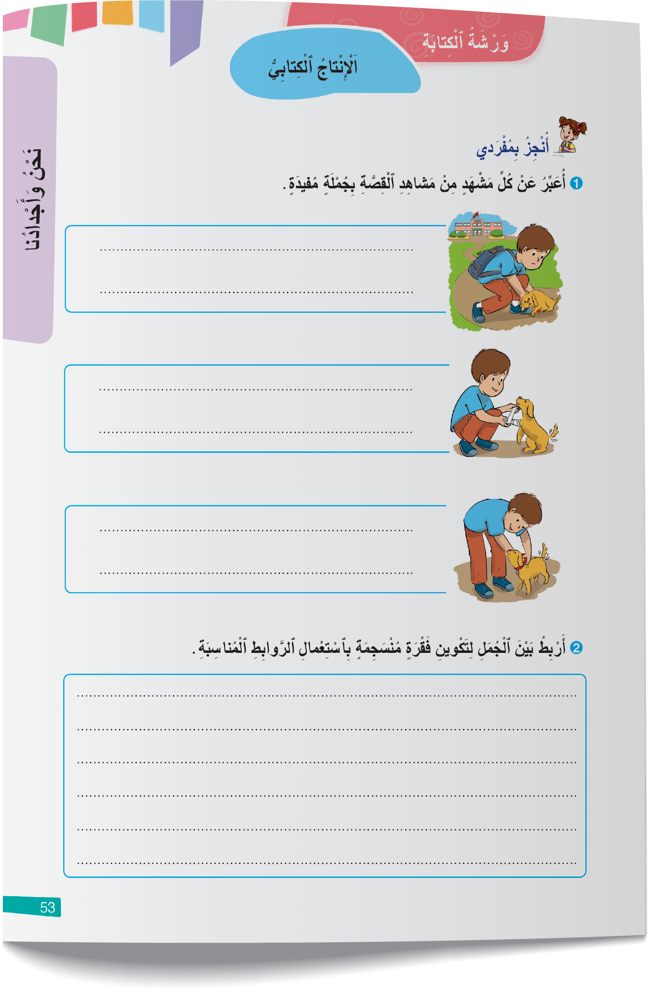 وَرْشَةُ ٱلْكِتابَةِ
اَلْإِنْتاجُ ٱلْكِتابِيُّ
نَحْنُ وَأَجْدادُنا
أُنْجِزُ بِمُفْرَدي
1 أُعَبِّرُ عَنْ كُلِّ مَشْهَدٍ مِنْ مَشاهِدِ ٱلْقِصَّةِ بِجُمْلَةٍ مُفيدَةٍ.
2 أَرْبِطُ بَيْنَ ٱلْجُمَلِ لِتَكْوينِ فَقْرَةٍ مُنْسَجِمَةٍ بِٱسْتِعْمالِ ٱلرَّوابِطِ ٱلْمُناسِبَةِ.
53